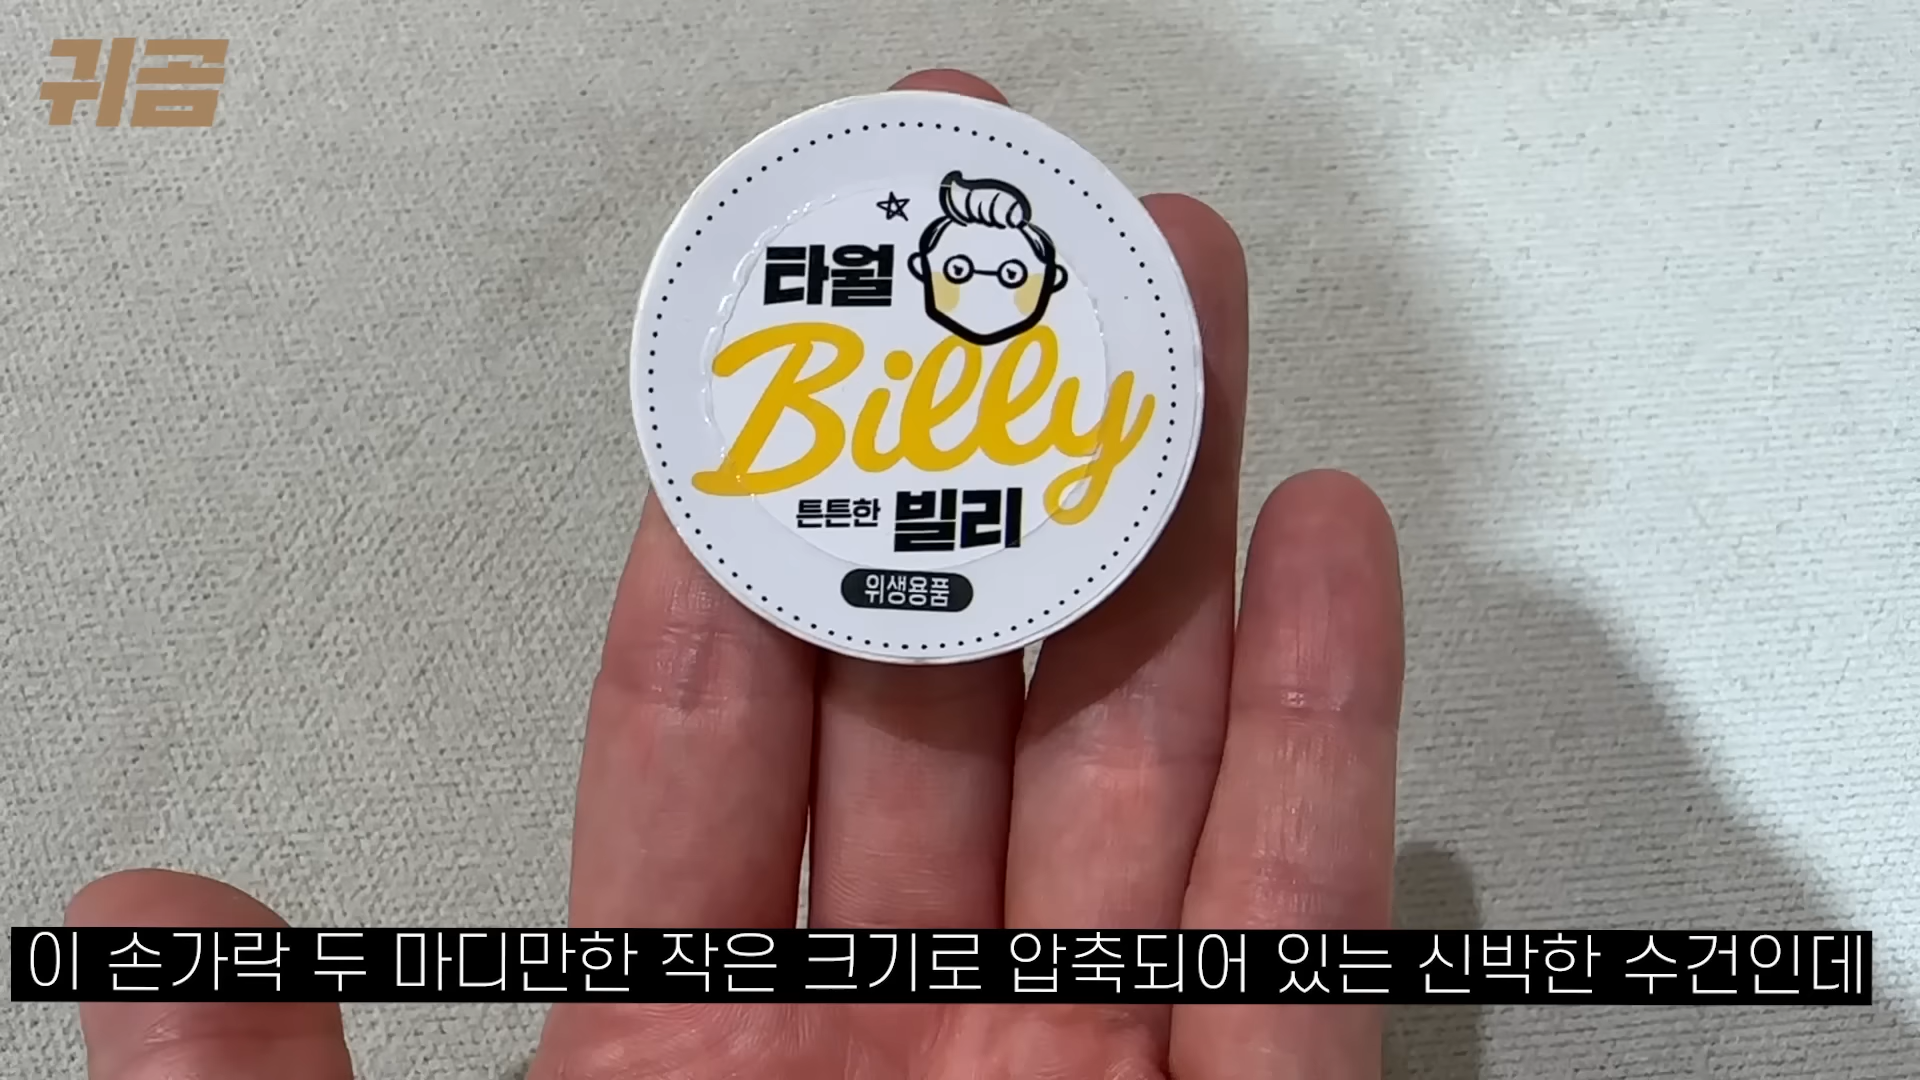 귀곰
타월
Billy
튼튼한 빌리
위생용품
이 손가락 두 마디만한 작은 크기로 압축되어 있는 신박한 수건인데